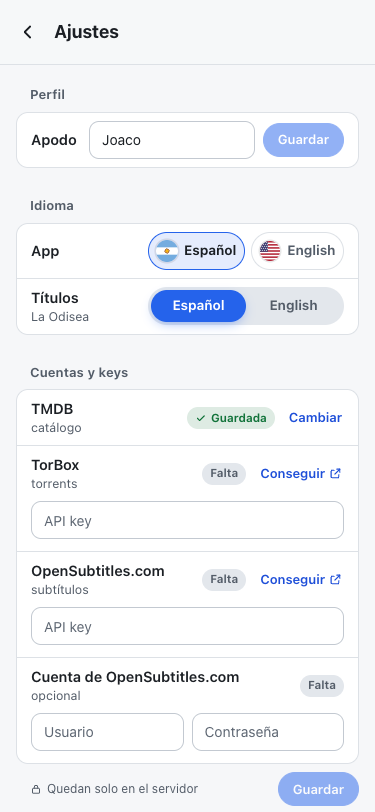 Ajustes
Perfil
Apodo Joaco Guardar
Idioma
App Español English
Títulos
La Odisea
Español English
Cuentas y keys
TMDB
catálogo
Guardada Cambiar
TorBox
torrents
Falta Conseguir
API key
OpenSubtitles.com
subtítulos
Falta Conseguir
API key
Cuenta de OpenSubtitles.com
opcional
Falta
Usuario Contraseña
Quedan solo en el servidor Guardar